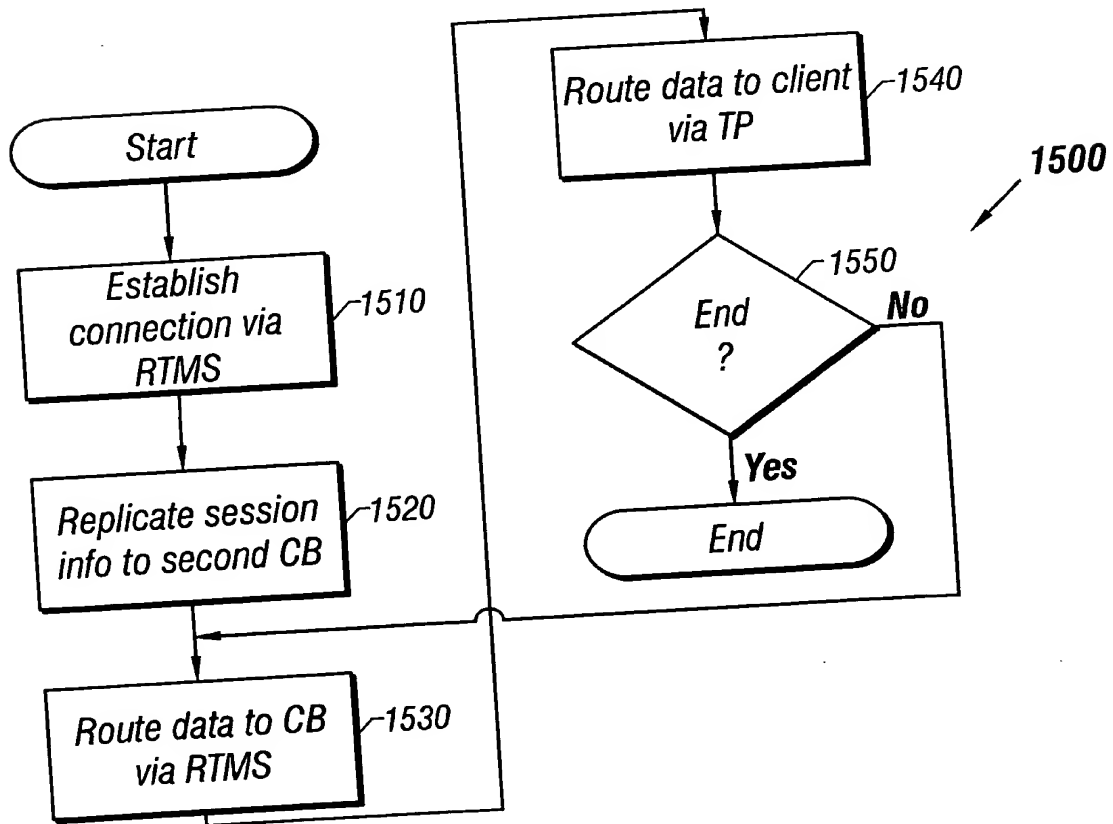 Start
Establish
connection via
RTMS
1510
Replicate session
info to second CB
1520
Route data to CB
via RTMS
1530
Route data to client
via TP
1540
End
?
1550
No
Yes
End
1500